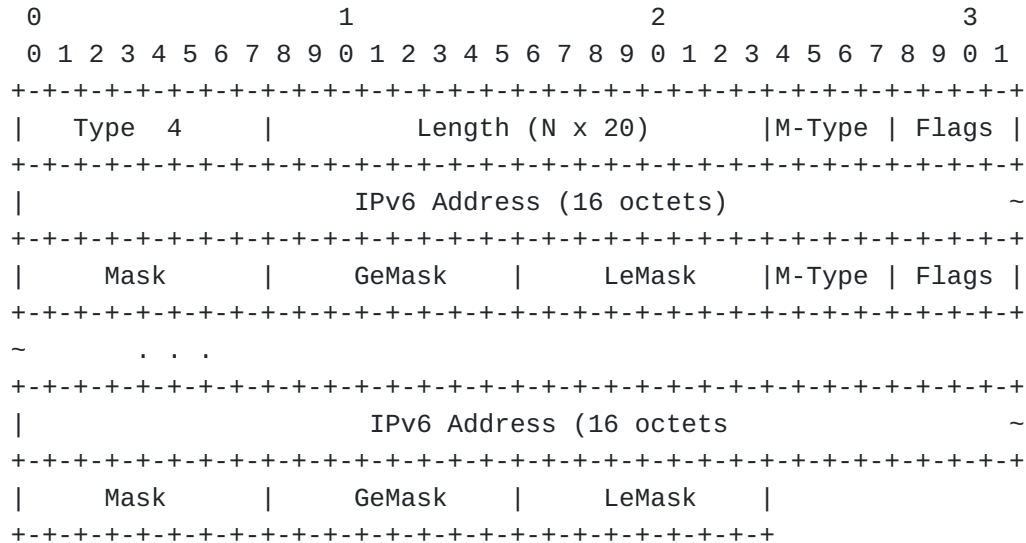 0                   1                   2                   3
 0 1 2 3 4 5 6 7 8 9 0 1 2 3 4 5 6 7 8 9 0 1 2 3 4 5 6 7 8 9 0 1
+-+-+-+-+-+-+-+-+-+-+-+-+-+-+-+-+-+-+-+-+-+-+-+-+-+-+-+-+-+-+-+-+
|   Type  4     |         Length (N x 20)       |M-Type | Flags |
+-+-+-+-+-+-+-+-+-+-+-+-+-+-+-+-+-+-+-+-+-+-+-+-+-+-+-+-+-+-+-+-+
|                     IPv6 Address (16 octets)                  ~
+-+-+-+-+-+-+-+-+-+-+-+-+-+-+-+-+-+-+-+-+-+-+-+-+-+-+-+-+-+-+-+-+
|     Mask      |     GeMask    |     LeMask    |M-Type | Flags |
+-+-+-+-+-+-+-+-+-+-+-+-+-+-+-+-+-+-+-+-+-+-+-+-+-+-+-+-+-+-+-+-+
~       . . .
+-+-+-+-+-+-+-+-+-+-+-+-+-+-+-+-+-+-+-+-+-+-+-+-+-+-+-+-+-+-+-+-+
|                      IPv6 Address (16 octets                  ~
+-+-+-+-+-+-+-+-+-+-+-+-+-+-+-+-+-+-+-+-+-+-+-+-+-+-+-+-+-+-+-+-+
|     Mask      |     GeMask    |     LeMask    |
+-+-+-+-+-+-+-+-+-+-+-+-+-+-+-+-+-+-+-+-+-+-+-+-+